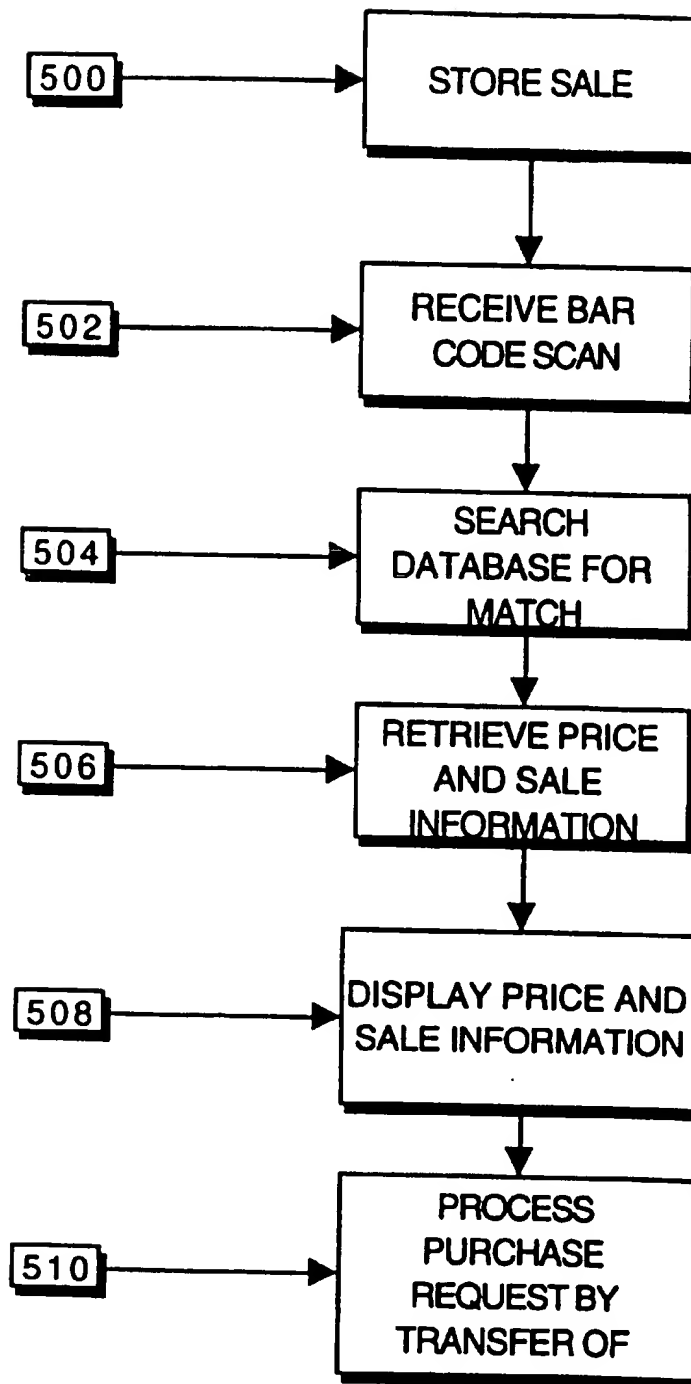 500
STORE SALE
502
RECEIVE BAR
CODE SCAN
504
SEARCH
DATABASE FOR
MATCH
506
RETRIEVE PRICE
AND SALE
INFORMATION
508
DISPLAY PRICE AND
SALE INFORMATION
510
PROCESS
PURCHASE
REQUEST BY
TRANSFER OF